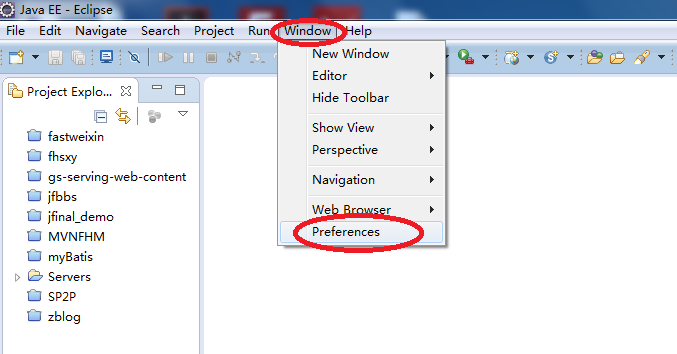 Java EE - Eclipse
File Edit Navigate Search Project Run Window Help
New Window
Editor
Hide Toolbar
Show View
Perspective
Navigation
Web Browser
Preferences
Project Explo...
fastweixin
fhsxy
gs-serving-web-content
jfbbs
jfinal_demo
MVNFHM
myBatis
Servers
SP2P
zblog